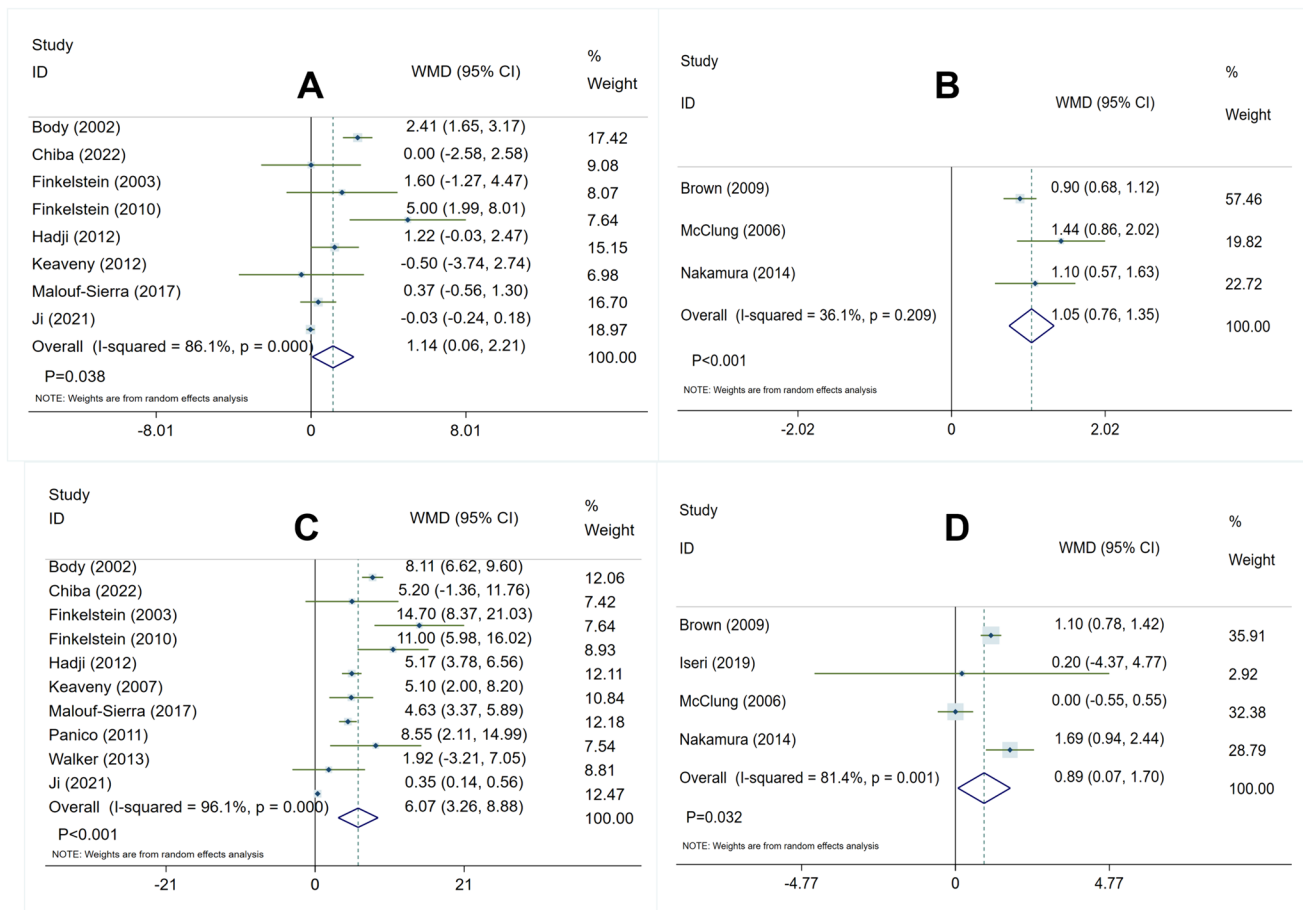 A
Study
ID WMD (95% CI) % Weight
Body (2002) 2.41 (1.65, 3.17) 17.42
Chiba (2022) 0.00 (-2.58, 2.58) 9.08
Finkelstein (2003) 1.60 (-1.27, 4.47) 8.07
Finkelstein (2010) 5.00 (1.99, 8.01) 7.64
Hadji (2012) 1.22 (-0.03, 2.47) 15.15
Keaveny (2012) -0.50 (-3.74, 2.74) 6.98
Malouf-Sierra (2017) 0.37 (-0.56, 1.30) 16.70
Ji (2021) -0.03 (-0.24, 0.18) 18.97
Overall (I-squared = 86.1%, p = 0.000) 1.14 (0.06, 2.21) 100.00
P=0.038
NOTE: Weights are from random effects analysis
-8.01 0 8.01
B
Study
ID WMD (95% CI) % Weight
Brown (2009) 0.90 (0.68, 1.12) 57.46
McClung (2006) 1.44 (0.86, 2.02) 19.82
Nakamura (2014) 1.10 (0.57, 1.63) 22.72
Overall (I-squared = 36.1%, p = 0.209) 1.05 (0.76, 1.35) 100.00
P<0.001
NOTE: Weights are from random effects analysis
-2.02 0 2.02
C
Study
ID WMD (95% CI) % Weight
Body (2002) 8.11 (6.62, 9.60) 12.06
Chiba (2022) 5.20 (-1.36, 11.76) 7.42
Finkelstein (2003) 14.70 (8.37, 21.03) 7.64
Finkelstein (2010) 11.00 (5.98, 16.02) 8.93
Hadji (2012) 5.17 (3.78, 6.56) 12.11
Keaveny (2007) 5.10 (2.00, 8.20) 10.84
Malouf-Sierra (2017) 4.63 (3.37, 5.89) 12.18
Panico (2011) 8.55 (2.11, 14.99) 7.54
Walker (2013) 1.92 (-3.21, 7.05) 8.81
Ji (2021) 0.35 (0.14, 0.56) 12.47
Overall (I-squared = 96.1%, p = 0.000) 6.07 (3.26, 8.88) 100.00
P<0.001
NOTE: Weights are from random effects analysis
-21 0 21
D
Study
ID WMD (95% CI) % Weight
Brown (2009) 1.10 (0.78, 1.42) 35.91
Iseri (2019) 0.20 (-4.37, 4.77) 2.92
McClung (2006) 0.00 (-0.55, 0.55) 32.38
Nakamura (2014) 1.69 (0.94, 2.44) 28.79
Overall (I-squared = 81.4%, p = 0.001) 0.89 (0.07, 1.70) 100.00
P=0.032
NOTE: Weights are from random effects analysis
-4.77 0 4.77